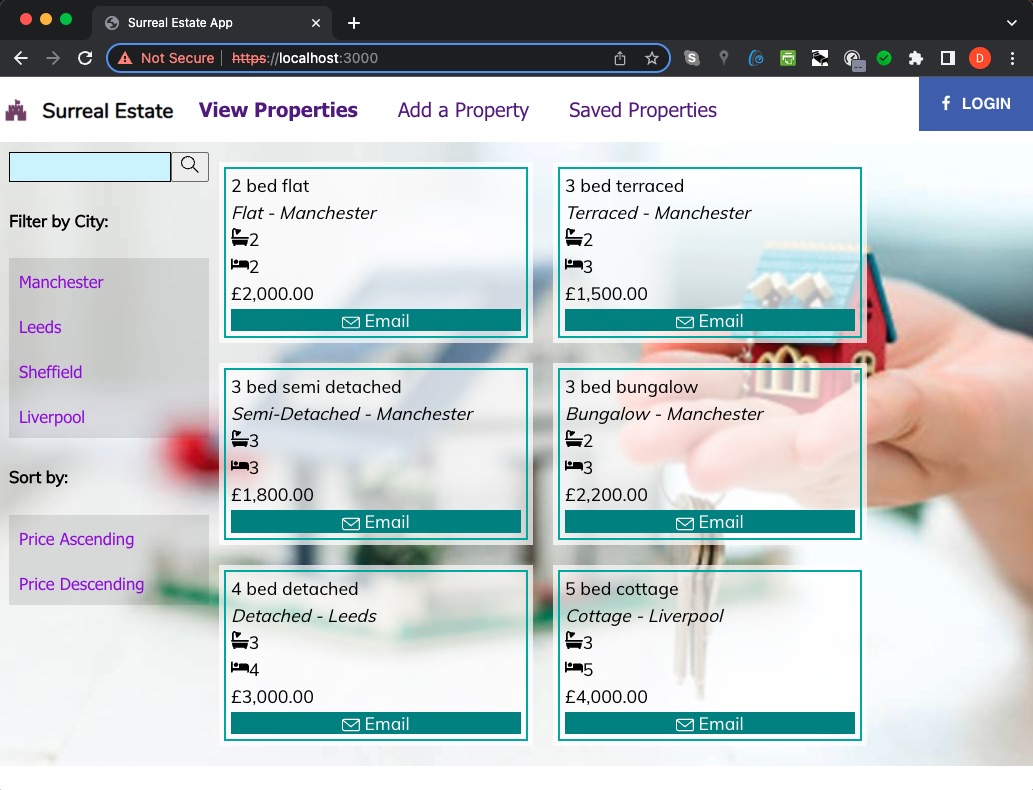 Surreal Estate App
Not Secure https://localhost:3000
S
D
Surreal Estate View Properties Add a Property Saved Properties f LOGIN
Filter by City:
Manchester
Leeds
Sheffield
Liverpool
Sort by:
Price Ascending
Price Descending
2 bed flat
Flat - Manchester
2
2
£2,000.00
Email
3 bed terraced
Terraced - Manchester
2
3
£1,500.00
Email
3 bed semi detached
Semi-Detached - Manchester
3
3
£1,800.00
Email
3 bed bungalow
Bungalow - Manchester
2
3
£2,200.00
Email
4 bed detached
Detached - Leeds
3
4
£3,000.00
Email
5 bed cottage
Cottage - Liverpool
3
5
£4,000.00
Email